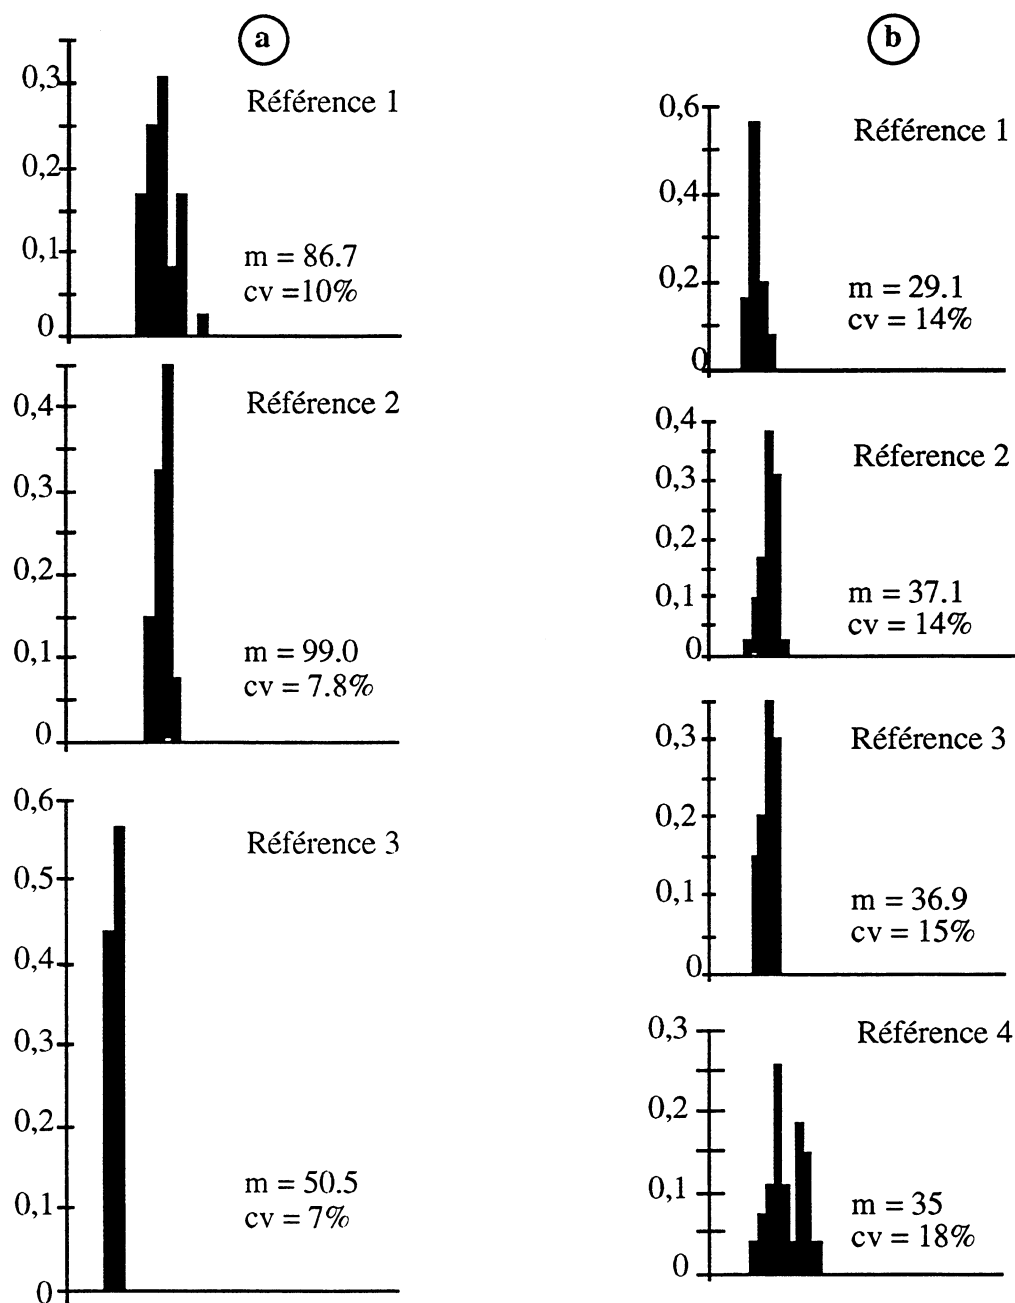 a
0,3
0,2
0,1
0
Référence 1
m = 86.7
cv =10%
0,4
0,3
0,2
0,1
0
Référence 2
m = 99.0
cv = 7.8%
0,6
0,5
0,4
0,3
0,2
0,1
0
Référence 3
m = 50.5
cv = 7%
b
0,6
0,4
0,2
0
Référence 1
m = 29.1
cv = 14%
0,4
0,3
0,2
0,1
0
Réference 2
m = 37.1
cv = 14%
0,3
0,2
0,1
0
Référence 3
m = 36.9
cv = 15%
0,3
0,2
0,1
0
Référence 4
m = 35
cv = 18%